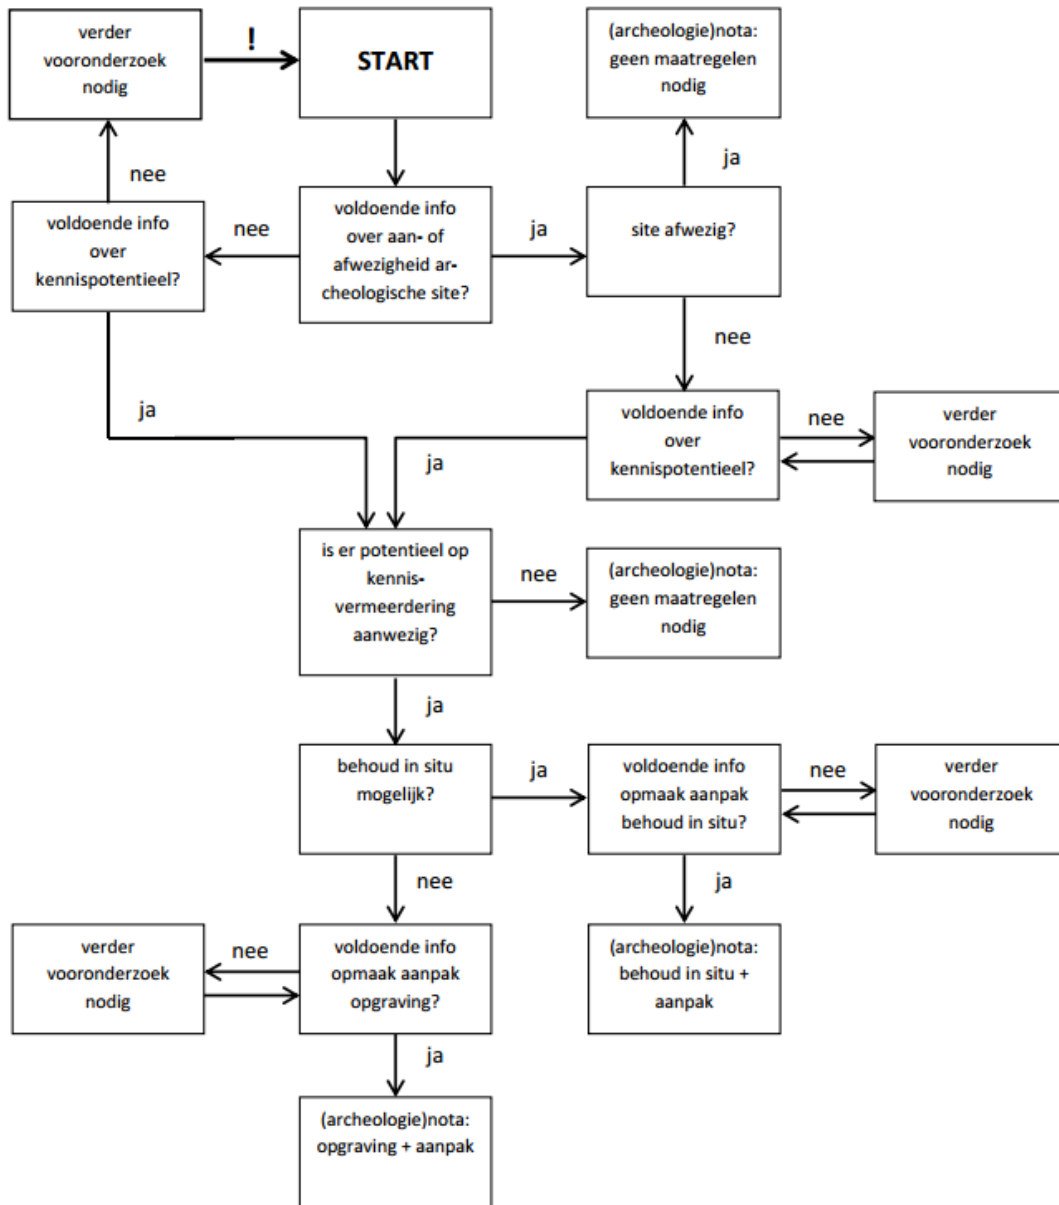 verder
vooronderzoek
nodig
!
START
(archeologie)nota:
geen maatregelen
nodig
nee
ja
voldoende info
over
kennispotentieel?
nee
voldoende info
over aan- of
afwezigheid ar-
cheologische site?
ja
site afwezig?
nee
ja
voldoende info
over
kennispotentieel?
nee
verder
vooronderzoek
nodig
ja
is er potentieel op
kennis-
vermeerdering
aanwezig?
nee
(archeologie)nota:
geen maatregelen
nodig
ja
behoud in situ
mogelijk?
ja
voldoende info
opmaak aanpak
behoud in situ?
nee
verder
vooronderzoek
nodig
nee
ja
verder
vooronderzoek
nodig
nee
voldoende info
opmaak aanpak
opgraving?
(archeologie)nota:
behoud in situ +
aanpak
ja
(archeologie)nota:
opgraving + aanpak